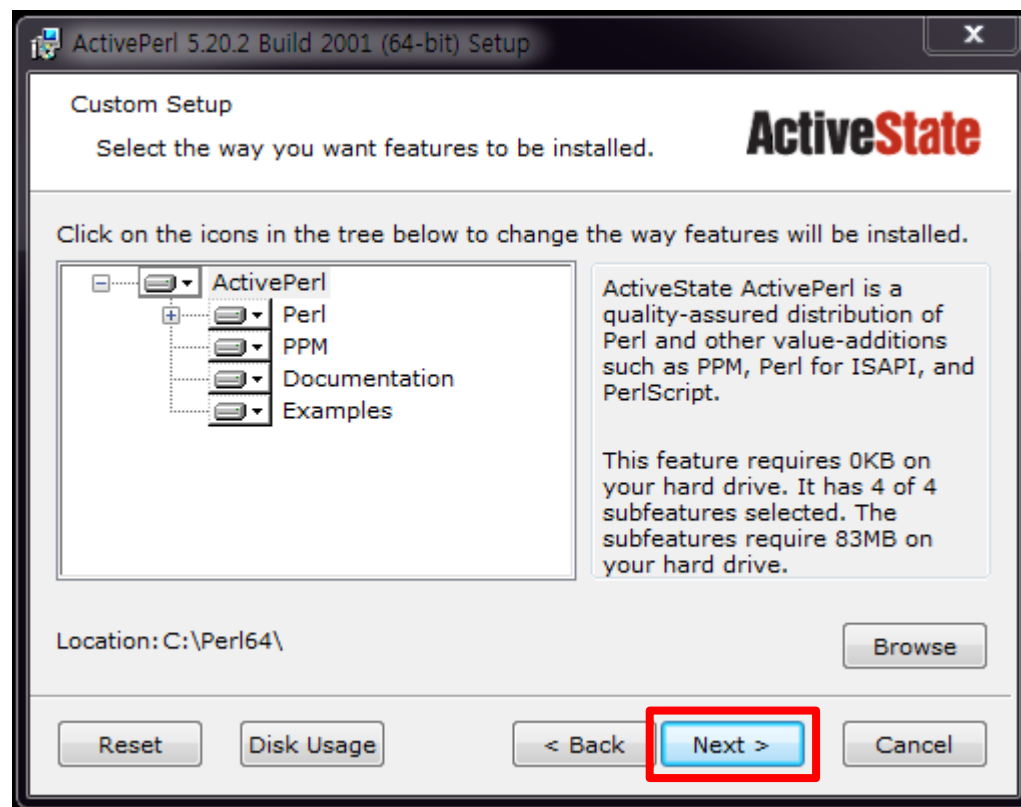 ActivePerl 5.20.2 Build 2001 (64-bit) Setup
x
Custom Setup
Select the way you want features to be installed.
ActiveState
Click on the icons in the tree below to change the way features will be installed.
ActivePerl
Perl
PPM
Documentation
Examples
ActiveState ActivePerl is a
quality-assured distribution of
Perl and other value-additions
such as PPM, Perl for ISAPI, and
PerlScript.
This feature requires 0KB on
your hard drive. It has 4 of 4
subfeatures selected. The
subfeatures require 83MB on
your hard drive.
Location: C:\Perl64\
Browse
Reset Disk Usage < Back Next > Cancel